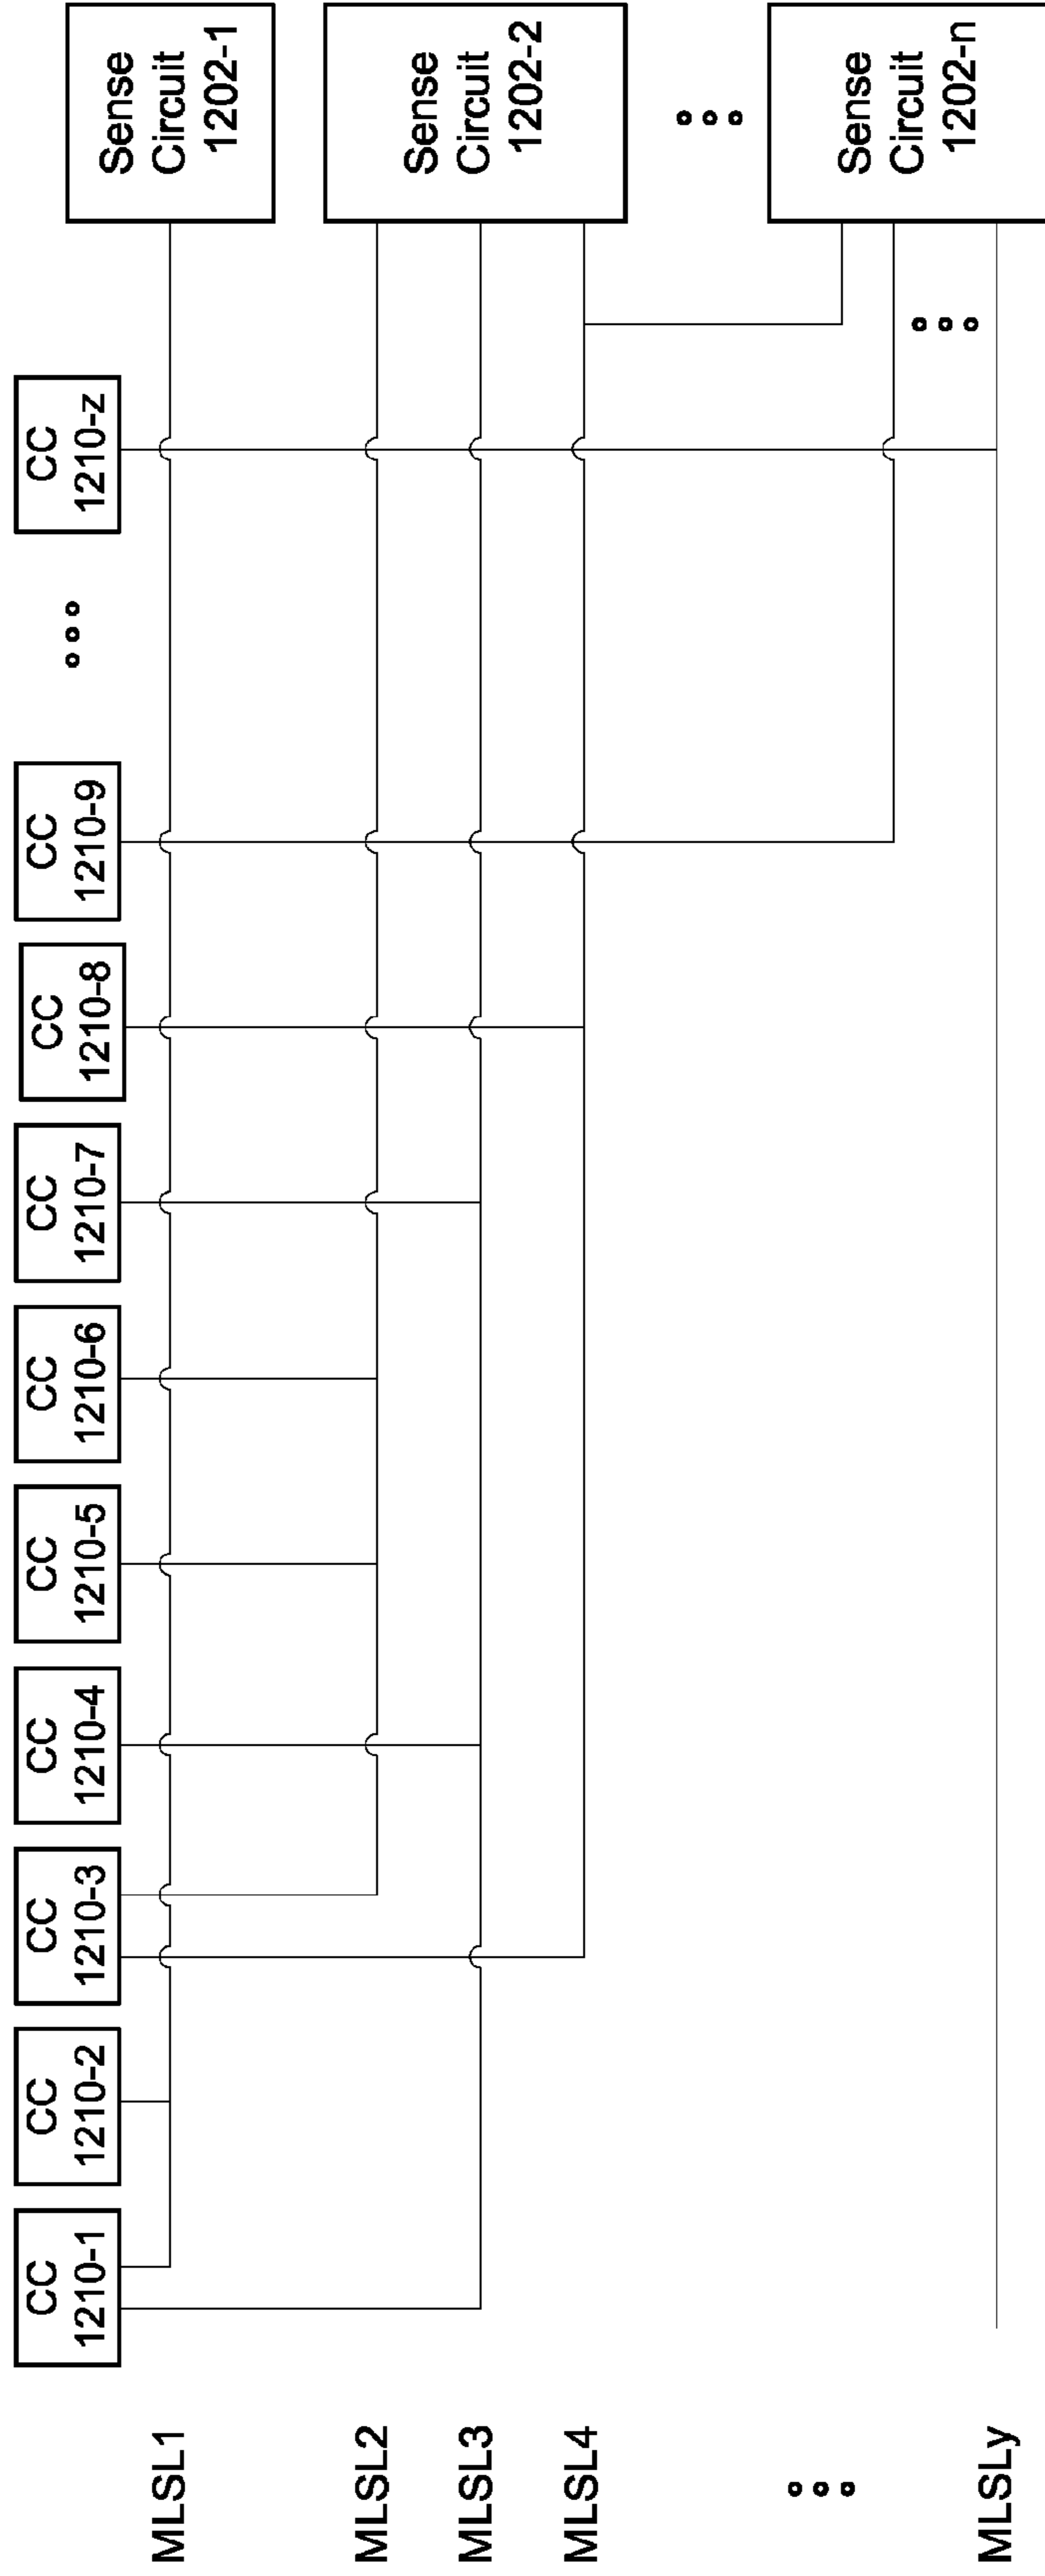 CC
1210-1
CC
1210-2
CC
1210-3
CC
1210-4
CC
1210-5
CC
1210-6
CC
1210-7
CC
1210-8
CC
1210-9
CC
1210-z
Sense
Circuit
1202-1
Sense
Circuit
1202-2
Sense
Circuit
1202-n
MLSL1
MLSL2
MLSL3
MLSL4
MLSLy